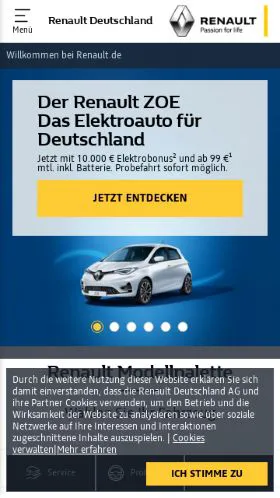 Renault Deutschland
RENAULT
Passion for life
Menü
Willkommen bei Renault.de
Der Renault ZOE
Das Elektroauto für
Deutschland
Jetzt mit 10.000 € Elektrobonus² und ab 99 €¹
mtl. inkl. Batterie. Probefahrt sofort möglich.
JETZT ENTDECKEN
Renault Modellpalette
Durch die weitere Nutzung dieser Website erklären Sie sich
damit einverstanden, dass die Renault Deutschland AG und
ihre Partner Cookies verwenden, um den Betrieb und die
Wirksamkeit der Website zu analysieren sowie über soziale
Netzwerke auf Ihre Interessen und Interaktionen
zugeschnittene Inhalte auszuspielen. | Cookies
verwalten|Mehr erfahren
Service
ICH STIMME ZU